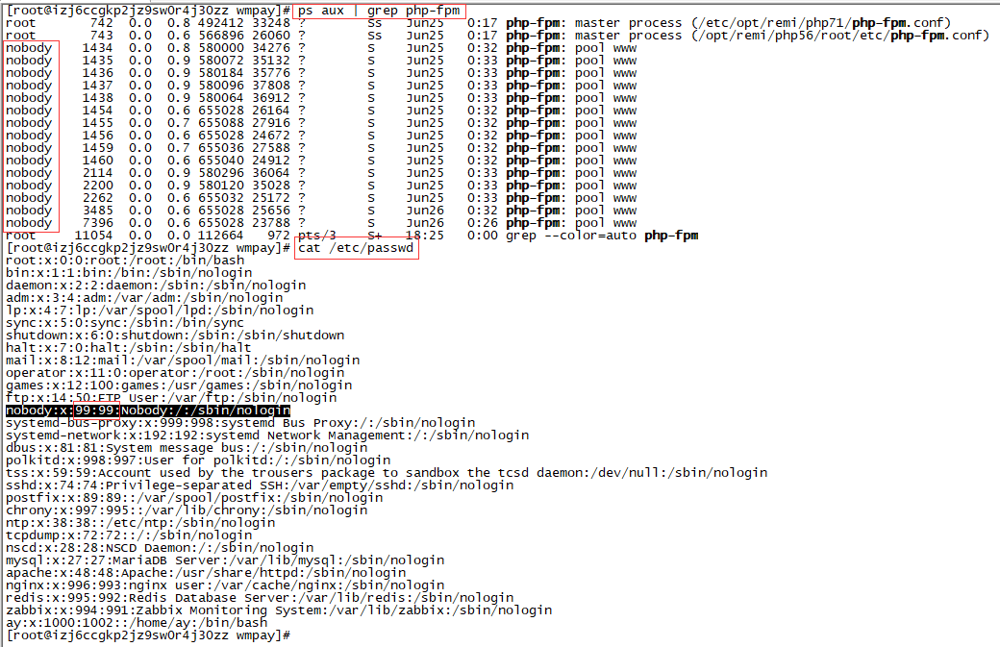 [root@izj6ccgkp2jz9sw0r4j30zz wmpay]# ps aux | grep php-fpm
root       742  0.0  0.8 492412 33248 ?        Ss   Jun25   0:17 php-fpm: master process (/etc/opt/remi/php71/php-fpm.conf)
root       743  0.0  0.6 566896 26060 ?        Ss   Jun25   0:17 php-fpm: master process (/opt/remi/php56/root/etc/php-fpm.conf)
nobody    1434  0.0  0.8 580000 34276 ?        S    Jun25   0:32 php-fpm: pool www
nobody    1435  0.0  0.9 580072 35132 ?        S    Jun25   0:33 php-fpm: pool www
nobody    1436  0.0  0.9 580184 35776 ?        S    Jun25   0:33 php-fpm: pool www
nobody    1437  0.0  0.9 580096 37808 ?        S    Jun25   0:33 php-fpm: pool www
nobody    1438  0.0  0.9 580064 36912 ?        S    Jun25   0:33 php-fpm: pool www
nobody    1454  0.0  0.6 655028 26164 ?        S    Jun25   0:32 php-fpm: pool www
nobody    1455  0.0  0.7 655088 27916 ?        S    Jun25   0:32 php-fpm: pool www
nobody    1456  0.0  0.6 655028 24672 ?        S    Jun25   0:32 php-fpm: pool www
nobody    1459  0.0  0.7 655036 27588 ?        S    Jun25   0:32 php-fpm: pool www
nobody    1460  0.0  0.6 655040 24912 ?        S    Jun25   0:32 php-fpm: pool www
nobody    2114  0.0  0.9 580296 36064 ?        S    Jun25   0:33 php-fpm: pool www
nobody    2200  0.0  0.9 580120 35028 ?        S    Jun25   0:33 php-fpm: pool www
nobody    2262  0.0  0.6 655032 25172 ?        S    Jun25   0:33 php-fpm: pool www
nobody    3485  0.0  0.6 655028 25656 ?        S    Jun26   0:32 php-fpm: pool www
nobody    7396  0.0  0.6 655028 23788 ?        S    Jun26   0:26 php-fpm: pool www
root     11054  0.0  0.0 112664   972 pts/3    S+   18:25   0:00 grep --color=auto php-fpm
[root@izj6ccgkp2jz9sw0r4j30zz wmpay]# cat /etc/passwd
root:x:0:0:root:/root:/bin/bash
bin:x:1:1:bin:/bin:/sbin/nologin
daemon:x:2:2:daemon:/sbin:/sbin/nologin
adm:x:3:4:adm:/var/adm:/sbin/nologin
lp:x:4:7:lp:/var/spool/lpd:/sbin/nologin
sync:x:5:0:sync:/sbin:/bin/sync
shutdown:x:6:0:shutdown:/sbin:/sbin/shutdown
halt:x:7:0:halt:/sbin:/sbin/halt
mail:x:8:12:mail:/var/spool/mail:/sbin/nologin
operator:x:11:0:operator:/root:/sbin/nologin
games:x:12:100:games:/usr/games:/sbin/nologin
ftp:x:14:50:FTP User:/var/ftp:/sbin/nologin
nobody:x:99:99:Nobody:/:/sbin/nologin
systemd-bus-proxy:x:999:998:systemd Bus Proxy:/:/sbin/nologin
systemd-network:x:192:192:systemd Network Management:/:/sbin/nologin
dbus:x:81:81:System message bus:/:/sbin/nologin
polkitd:x:998:997:User for polkitd:/:/sbin/nologin
tss:x:59:59:Account used by the trousers package to sandbox the tcsd daemon:/dev/null:/sbin/nologin
sshd:x:74:74:Privilege-separated SSH:/var/empty/sshd:/sbin/nologin
postfix:x:89:89::/var/spool/postfix:/sbin/nologin
chrony:x:997:995::/var/lib/chrony:/sbin/nologin
ntp:x:38:38::/etc/ntp:/sbin/nologin
tcpdump:x:72:72::/:/sbin/nologin
nscd:x:28:28:NSCD Daemon:/:/sbin/nologin
mysql:x:27:27:MariaDB Server:/var/lib/mysql:/sbin/nologin
apache:x:48:48:Apache:/usr/share/httpd:/sbin/nologin
nginx:x:996:993:nginx user:/var/cache/nginx:/sbin/nologin
redis:x:995:992:Redis Database Server:/var/lib/redis:/sbin/nologin
zabbix:x:994:991:Zabbix Monitoring System:/var/lib/zabbix:/sbin/nologin
ay:x:1000:1002::/home/ay:/bin/bash
[root@izj6ccgkp2jz9sw0r4j30zz wmpay]#